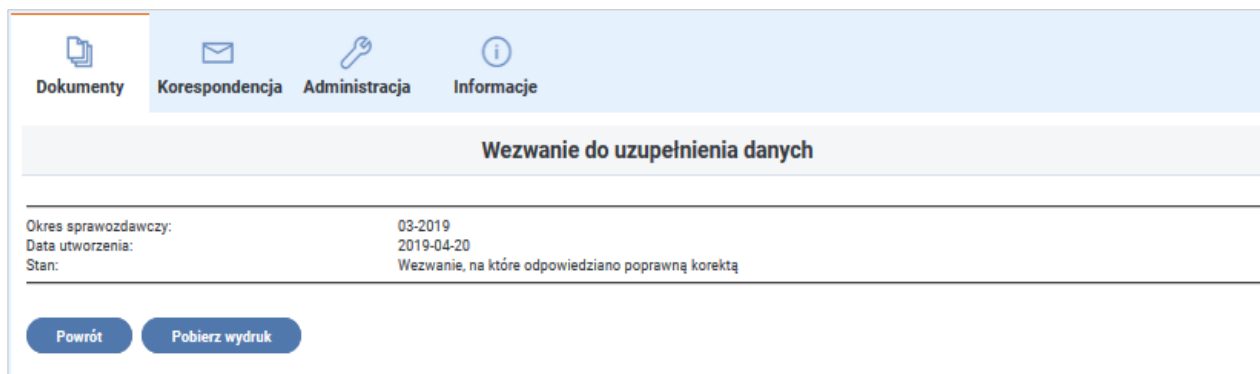 Dokumenty Korespondencja Administracja Informacje
Wezwanie do uzupełnienia danych
Okres sprawozdawczy: 03-2019
Data utworzenia: 2019-04-20
Stan: Wezwanie, na które odpowiedziano poprawną korektą
Powrót Pobierz wydruk